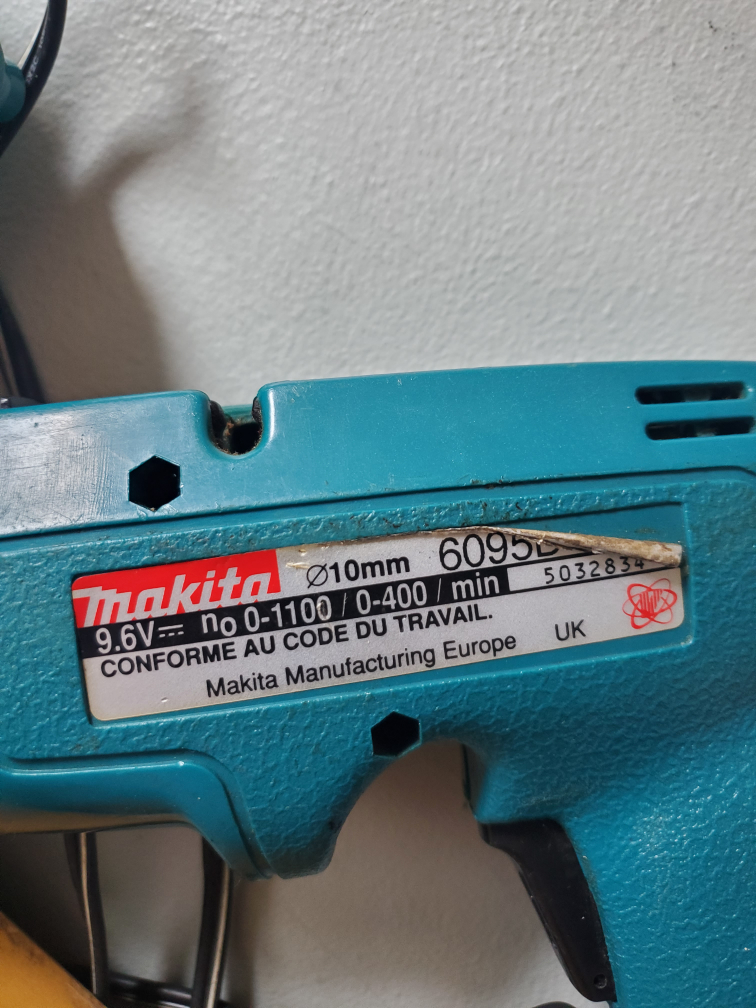 makita
Ø10mm
9.6V⎓ no 0-1100 / 0-400 / min 5032834
CONFORME AU CODE DU TRAVAIL.
Makita Manufacturing Europe UK